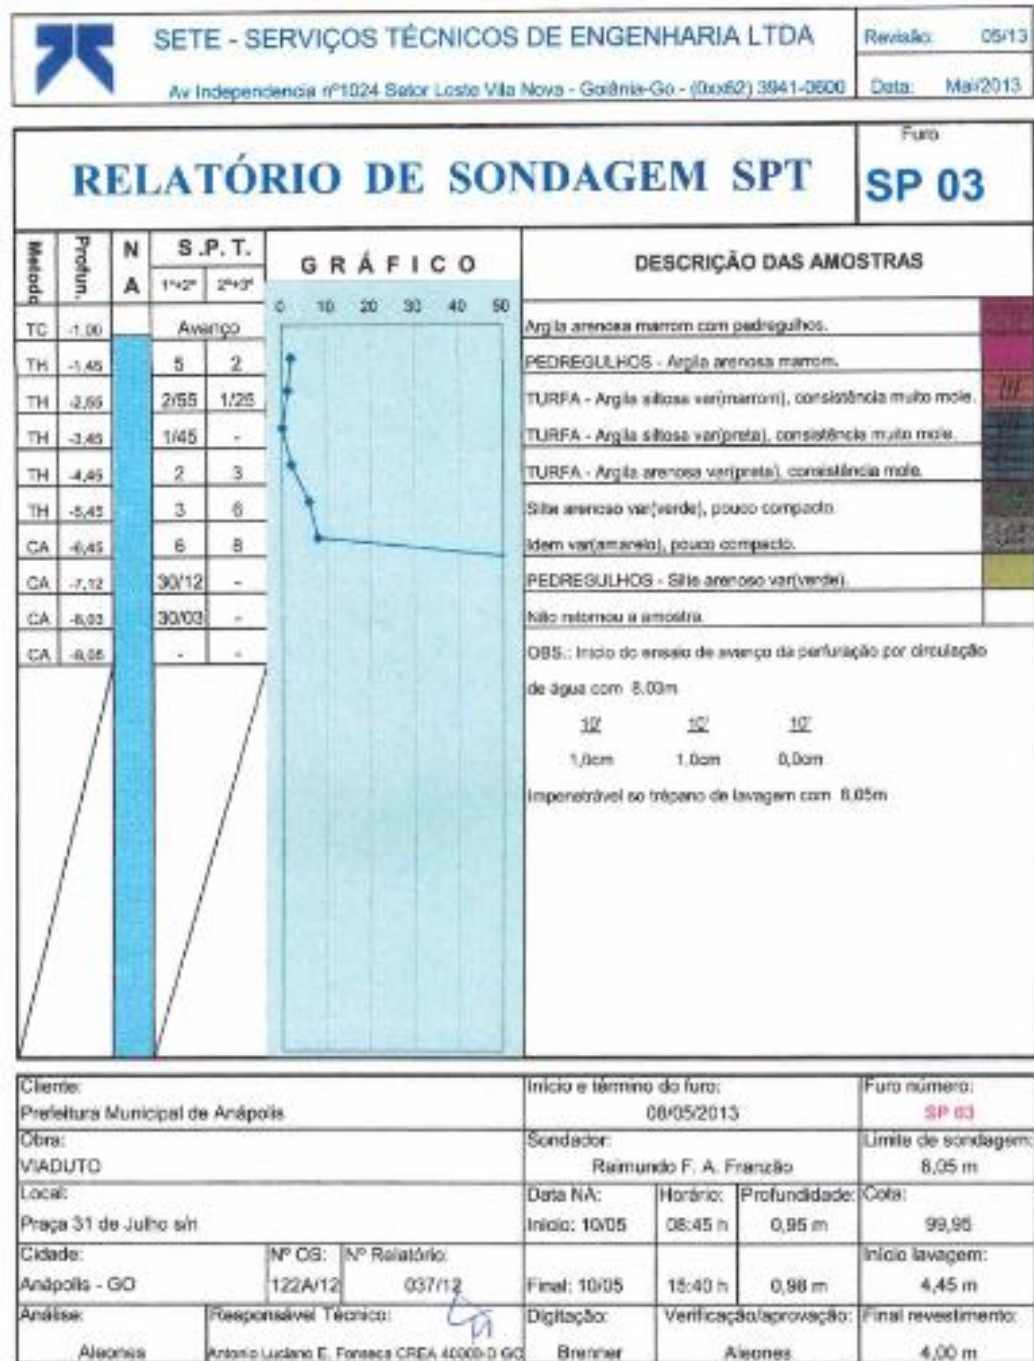 SETE - SERVIÇOS TÉCNICOS DE ENGENHARIA LTDA
Av Independencia nº1024 Setor Leste Vila Nova - Goiânia-Go - (0xx62) 3941-0600
Revisão: 05/13
Data: Mai/2013
RELATÓRIO DE SONDAGEM SPT
Furo
SP 03
Metodo Profun. N A S.P.T. GRÁFICO DESCRIÇÃO DAS AMOSTRAS
1ª+2ª 2ª+3ª
0 10 20 30 40 50
TC -1,00 Avanço Argila arenosa marrom com pedregulhos.
TH -1,45 5 2 PEDREGULHOS - Argila arenosa marrom.
TH 2/55 1/25 TURFA - Argila siltosa var(marrom), consistência muito mole.
TH -3,45 1/45 - TURFA - Argila siltosa var(preta), consistência muito mole.
TH -4,45 2 3 TURFA - Argila arenosa var(preta), consistência mole.
TH -5,45 3 6 Silte arenoso var(verde), pouco compacto.
CA -6,45 6 8 Idem var(amarelo), pouco compacto.
CA -7,12 30/12 - PEDREGULHOS - Silte arenoso var(verde).
CA -8,03 30/03 - Não retornou a amostra.
CA -8,05 - -
OBS.: Início do ensaio de avanço da perfuração por circulação
de água com 8.03m
10' 10' 10'
1,0cm 1,0cm 0,0cm
Impenetrável ao trépano de lavagem com 8,05m
Cliente:
Prefeitura Municipal de Anápolis
Início e término do furo:
08/05/2013
Furo número:
SP 03
Obra:
VIADUTO
Sondador:
Raimundo F. A. Franzão
Limite de sondagem:
8,05 m
Local:
Praça 31 de Julho s/n
Data NA: Horário: Profundidade:
Início: 10/05 08:45 h 0,95 m
Cota:
99,95
Cidade:
Anápolis - GO
Nº OS:
122A/12
Nº Relatório:
037/12
Final: 10/05 15:40 h 0,98 m
Início lavagem:
4,45 m
Análise:
Aleones
Responsável Técnico:
Antonio Luciano E. Fonseca CREA 40000-D GO
Digitação:
Brenner
Verificação/aprovação:
Aleones
Final revestimento:
4,00 m